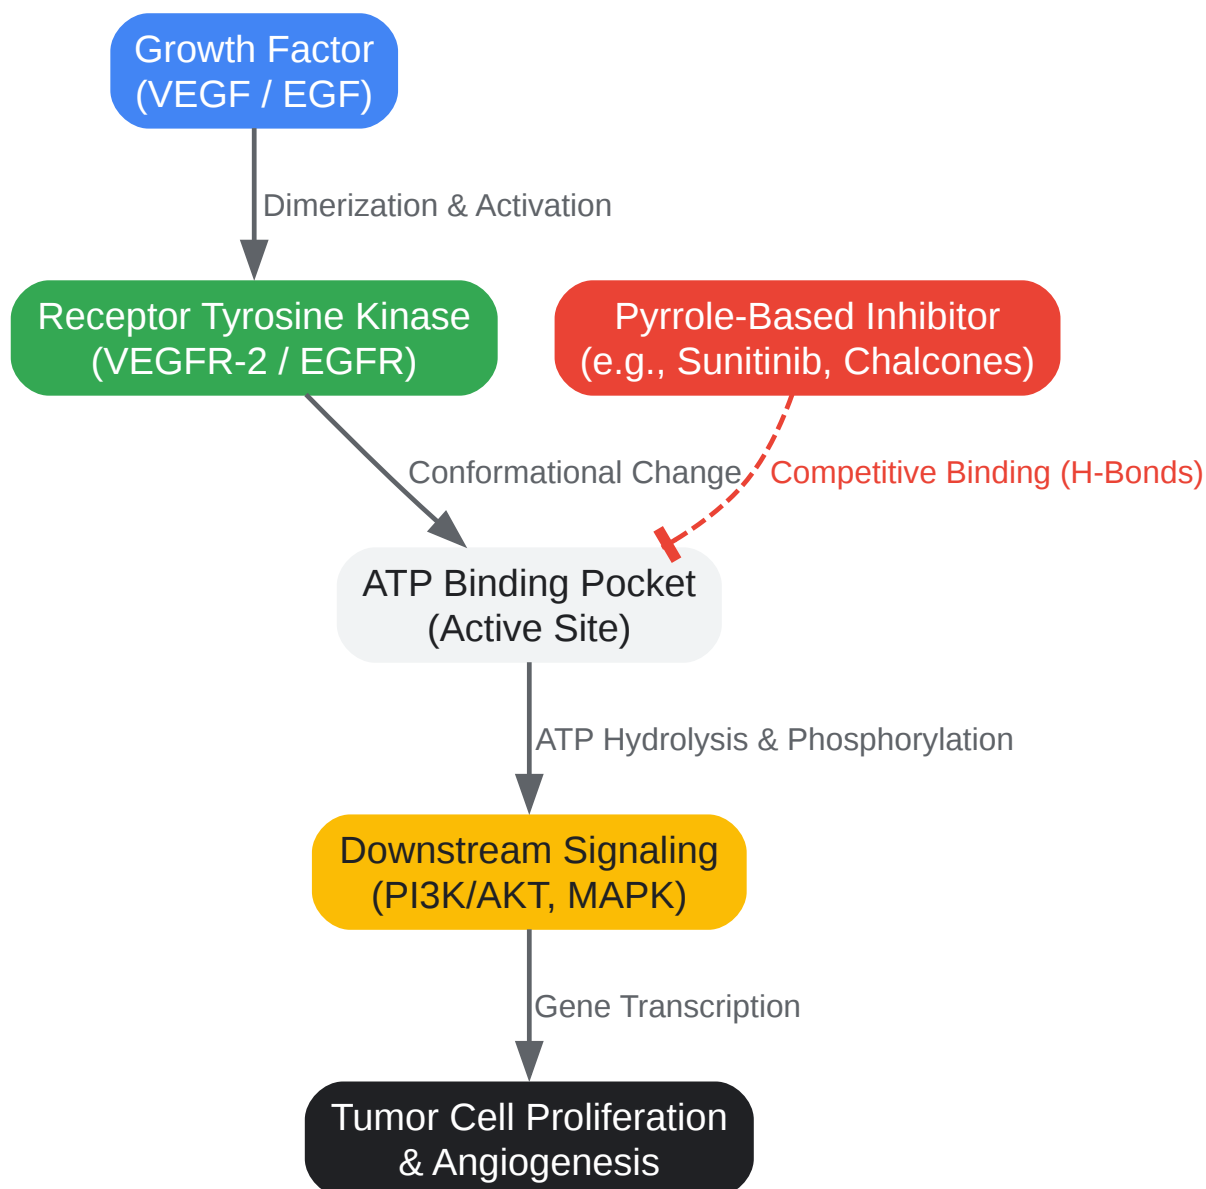 Growth Factor
(VEGF / EGF)
Dimerization & Activation
Receptor Tyrosine Kinase
(VEGFR-2 / EGFR)
Pyrrole-Based Inhibitor
(e.g., Sunitinib, Chalcones)
Conformational Change
Competitive Binding (H-Bonds)
ATP Binding Pocket
(Active Site)
ATP Hydrolysis & Phosphorylation
Downstream Signaling
(PI3K/AKT, MAPK)
Gene Transcription
Tumor Cell Proliferation
& Angiogenesis